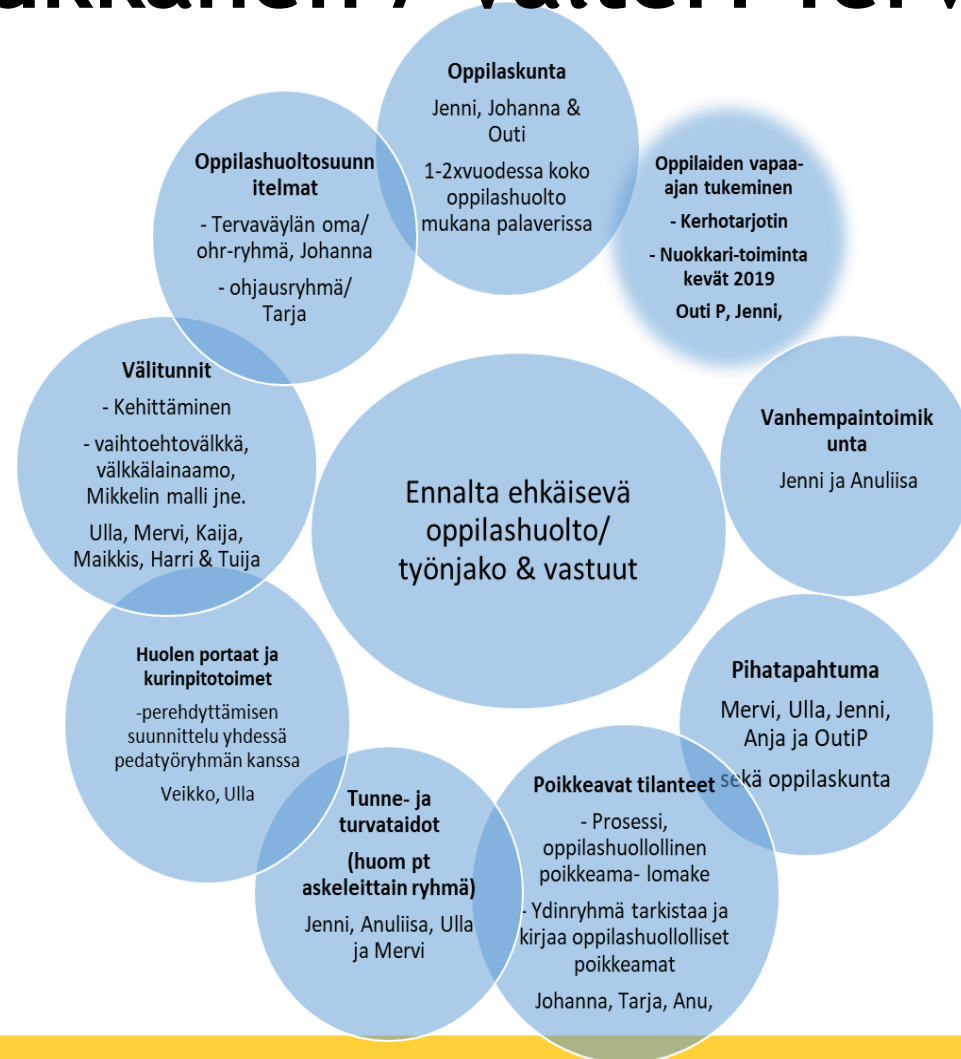 Oppilaskunta
Jenni, Johanna &
Outi
1-2xvuodessa koko
oppilashuolto
mukana palaverissa
Oppilaiden vapaa-
ajan tukeminen
- Kerhotarjotin
- Nuokkari-toiminta
kevät 2019
Outi P, Jenni,
Vanhempaintoimik
unta
Jenni ja Anuliisa
Pihatapahtuma
Mervi, Ulla, Jenni,
Anja ja OutiP
sekä oppilaskunta
Poikkeavat tilanteet
- Prosessi,
oppilashuollollinen
poikkeama- lomake
- Ydinryhmä tarkistaa ja
kirjaa oppilashuollolliset
poikkeamat
Johanna, Tarja, Anu,
Tunne- ja
turvataidot
(huom pt
askeleittain ryhmä)
Jenni, Anuliisa, Ulla
ja Mervi
Huolen portaat ja
kurinpitotoimet
-perehdyttämisen
suunnittelu yhdessä
pedatyöryhmän kanssa
Veikko, Ulla
Välitunnit
- Kehittäminen
- vaihtoehtovälkkä,
välkkälainaamo,
Mikkelin malli jne.
Ulla, Mervi, Kaija,
Maikkis, Harri & Tuija
Oppilashuoltosuunn
itelmat
- Tervaväylän oma/
ohr-ryhmä, Johanna
- ohjausryhmä/
Tarja
Ennalta ehkäisevä
oppilashuolto/
työnjako & vastuut